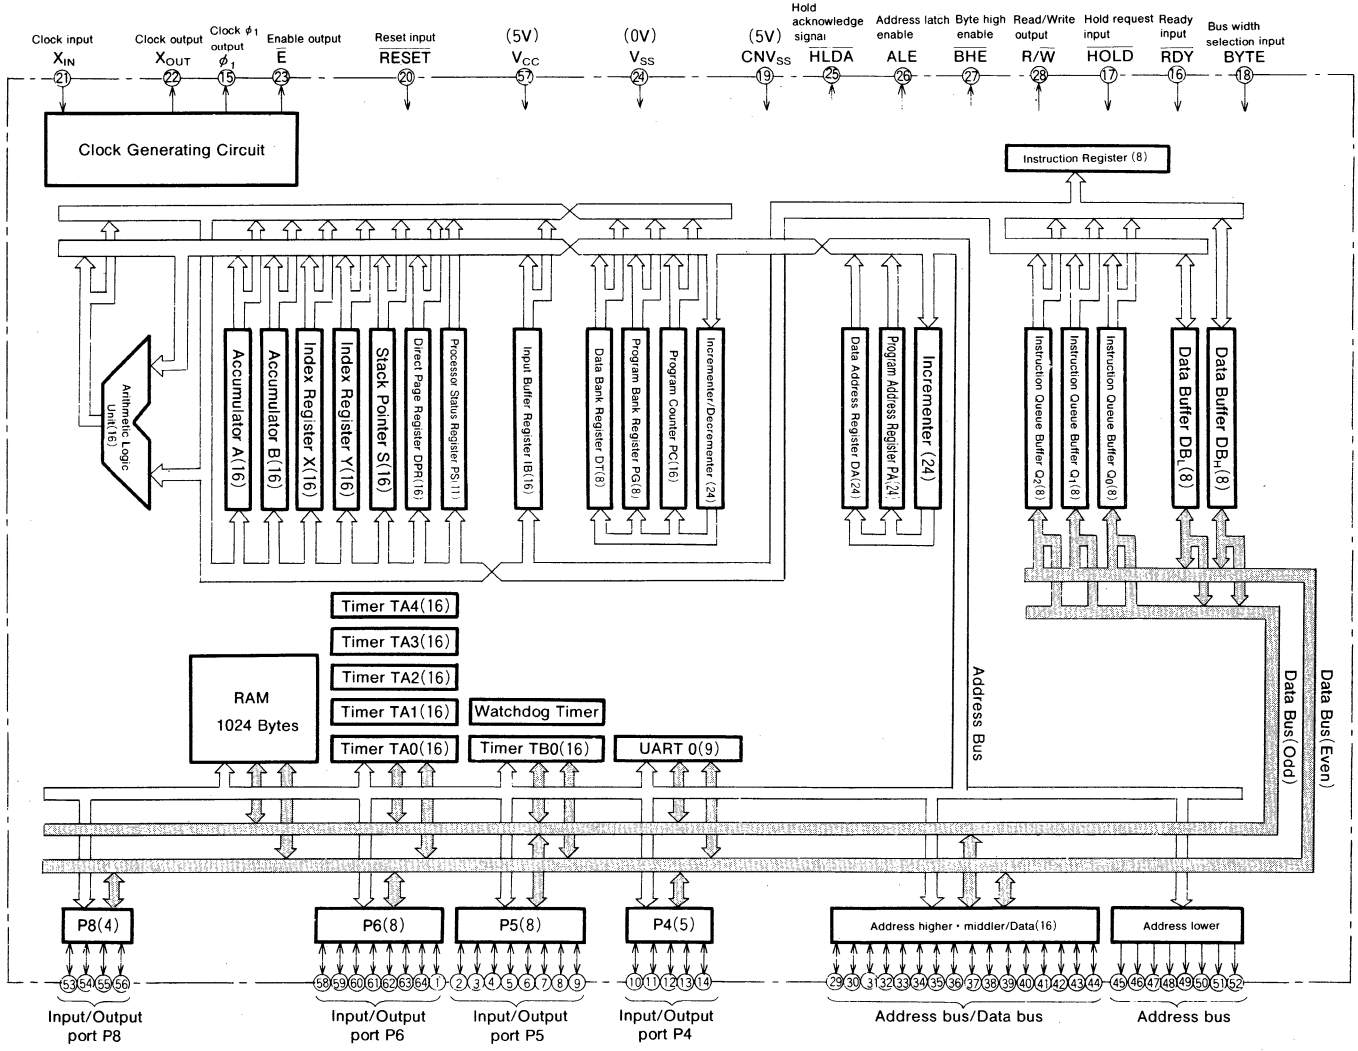 Clock input
X_IN
21
Clock output
X_OUT
22
Clock ϕ1
output
ϕ1
15
Enable output
E̅
23
Reset input
R̅E̅S̅E̅T̅
20
(5V)
V_CC
57
(0V)
V_SS
24
(5V)
CNV_SS
19
Hold
acknowledge
signal
H̅L̅D̅A̅
25
Address latch
enable
ALE
26
Byte high
enable
B̅H̅E̅
27
Read/Write
output
R/W̅
28
Hold request
input
H̅O̅L̅D̅
17
Ready
input
R̅D̅Y̅
16
Bus width
selection input
BYTE
18
Clock Generating Circuit
Instruction Register (8)
Arithmetic Logic
Unit(16)
Accumulator A(16)
Accumulator B(16)
Index Register X(16)
Index Register Y(16)
Stack Pointer S(16)
Direct Page Register DPR(16)
Processor Status Register PS(11)
Input Buffer Register IB(16)
Data Bank Register DT(8)
Program Bank Register PG(8)
Program Counter PC(16)
Incrementer/Decrementer (24)
Data Address Register DA(24)
Program Address Register PA(24)
Incrementer (24)
Instruction Queue Buffer Q2(8)
Instruction Queue Buffer Q1(8)
Instruction Queue Buffer Q0(8)
Data Buffer DB_L(8)
Data Buffer DB_H(8)
Timer TA4(16)
Timer TA3(16)
Timer TA2(16)
Timer TA1(16)
Timer TA0(16)
RAM
1024 Bytes
Watchdog Timer
Timer TB0(16)
UART 0(9)
Address Bus
Data Bus(Odd)
Data Bus(Even)
P8(4)
P6(8)
P5(8)
P4(5)
Address higher・middler/Data(16)
Address lower
53 54 55 56
58 59 60 61 62 63 64 1
2 3 4 5 6 7 8 9
10 11 12 13 14
29 30 31 32 33 34 35 36 37 38 39 40 41 42 43 44
45 46 47 48 49 50 51 52
Input/Output
port P8
Input/Output
port P6
Input/Output
port P5
Input/Output
port P4
Address bus/Data bus
Address bus